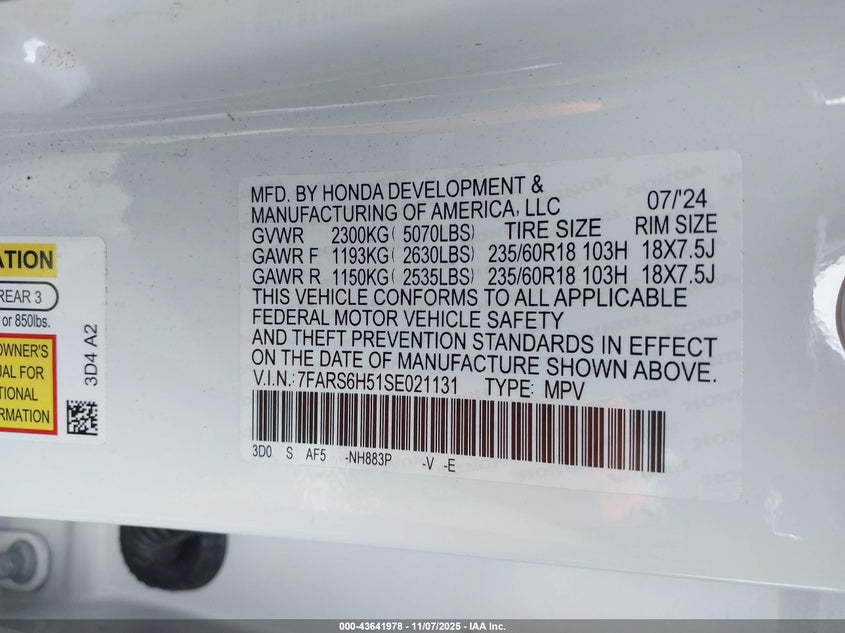 MFD. BY HONDA DEVELOPMENT &
MANUFACTURING OF AMERICA, LLC 07/'24
GVWR 2300KG( 5070LBS) TIRE SIZE RIM SIZE
GAWR F 1193KG( 2630LBS) 235/60R18 103H 18X7.5J
GAWR R 1150KG( 2535LBS) 235/60R18 103H 18X7.5J
THIS VEHICLE CONFORMS TO ALL APPLICABLE
FEDERAL MOTOR VEHICLE SAFETY
AND THEFT PREVENTION STANDARDS IN EFFECT
ON THE DATE OF MANUFACTURE SHOWN ABOVE.
V.I.N.: 7FARS6H51SE021131 TYPE: MPV
3D0 S AF5 -NH883P -V -E
REAR 3
or 850lbs.
OWNER'S
FOR
3D4 A2
000-43641978 - 11/07/2025 - IAA Inc.